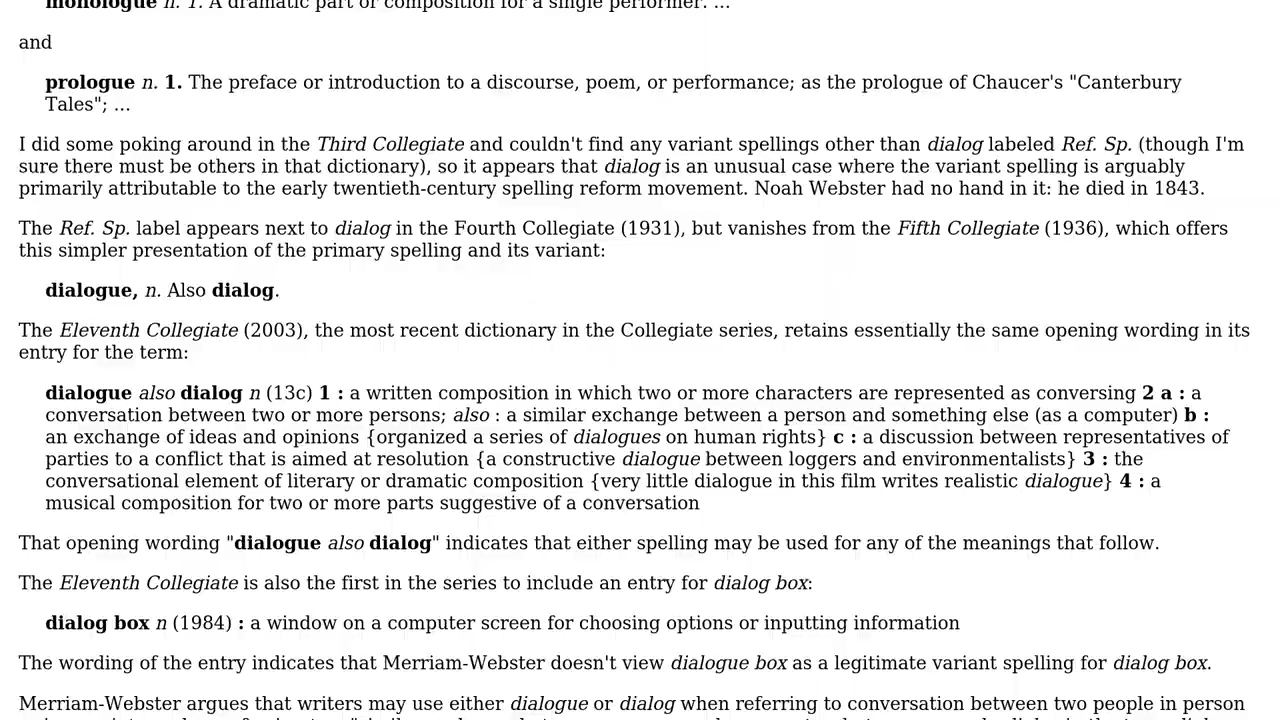 monologue n. 1. A dramatic part or composition for a single performer. ...
and
prologue n. 1. The preface or introduction to a discourse, poem, or performance; as the prologue of Chaucer's "Canterbury
Tales"; ...
I did some poking around in the Third Collegiate and couldn't find any variant spellings other than dialog labeled Ref. Sp. (though I'm
sure there must be others in that dictionary), so it appears that dialog is an unusual case where the variant spelling is arguably
primarily attributable to the early twentieth-century spelling reform movement. Noah Webster had no hand in it: he died in 1843.
The Ref. Sp. label appears next to dialog in the Fourth Collegiate (1931), but vanishes from the Fifth Collegiate (1936), which offers
this simpler presentation of the primary spelling and its variant:
dialogue, n. Also dialog.
The Eleventh Collegiate (2003), the most recent dictionary in the Collegiate series, retains essentially the same opening wording in its
entry for the term:
dialogue also dialog n (13c) 1 : a written composition in which two or more characters are represented as conversing 2 a : a
conversation between two or more persons; also : a similar exchange between a person and something else (as a computer) b :
an exchange of ideas and opinions {organized a series of dialogues on human rights} c : a discussion between representatives of
parties to a conflict that is aimed at resolution {a constructive dialogue between loggers and environmentalists} 3 : the
conversational element of literary or dramatic composition {very little dialogue in this film writes realistic dialogue} 4 : a
musical composition for two or more parts suggestive of a conversation
That opening wording "dialogue also dialog" indicates that either spelling may be used for any of the meanings that follow.
The Eleventh Collegiate is also the first in the series to include an entry for dialog box:
dialog box n (1984) : a window on a computer screen for choosing options or inputting information
The wording of the entry indicates that Merriam-Webster doesn't view dialogue box as a legitimate variant spelling for dialog box.
Merriam-Webster argues that writers may use either dialogue or dialog when referring to conversation between two people in person